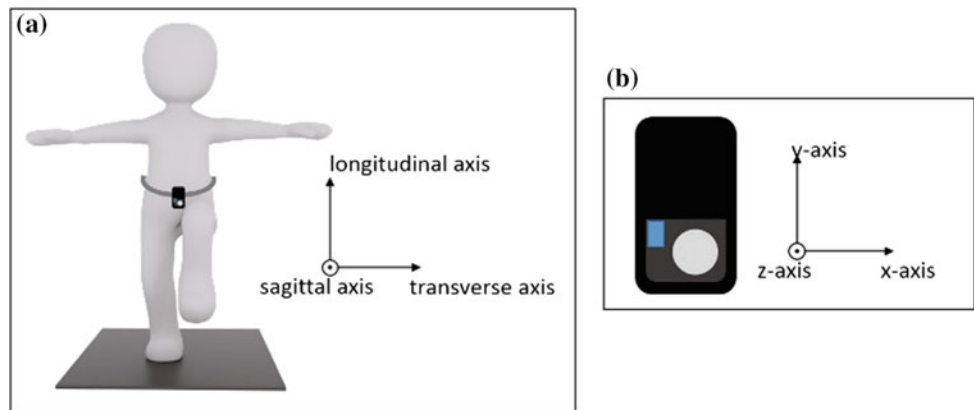 (a)
longitudinal axis
sagittal axis
transverse axis
(b)
y-axis
z-axis
x-axis